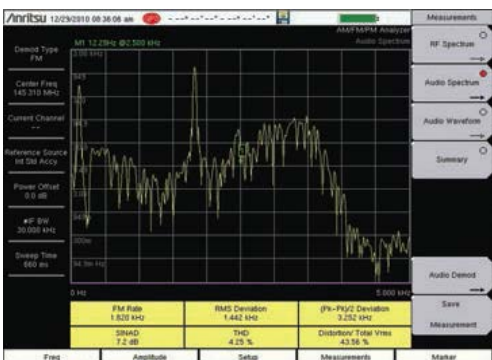 Anritsu 12/29/2010 08:36:08 am
Measurements
AM/FM/PM Analyzer
Audio Spectrum
M1 12.29Hz @2.500 kHz
Demod Type
FM
Center Freq
145.310 MHz
Current Channel
--
Reference Source
Int Std Accy
Power Offset
0.0 dB
#IF BW
30.000 kHz
Sweep Time
660 ms
0 Hz
5.000 kHz
FM Rate
1.820 kHz
RMS Deviation
1.442 kHz
(Pk-Pk)/2 Deviation
3.252 kHz
SINAD
7.2 dB
THD
4.25 %
Distortion/ Total Vrms
43.56 %
RF Spectrum
Audio Spectrum
Audio Waveform
Summary
Audio Demod
Save
Measurement
Freq
Amplitude
Setup
Measurements
Marker